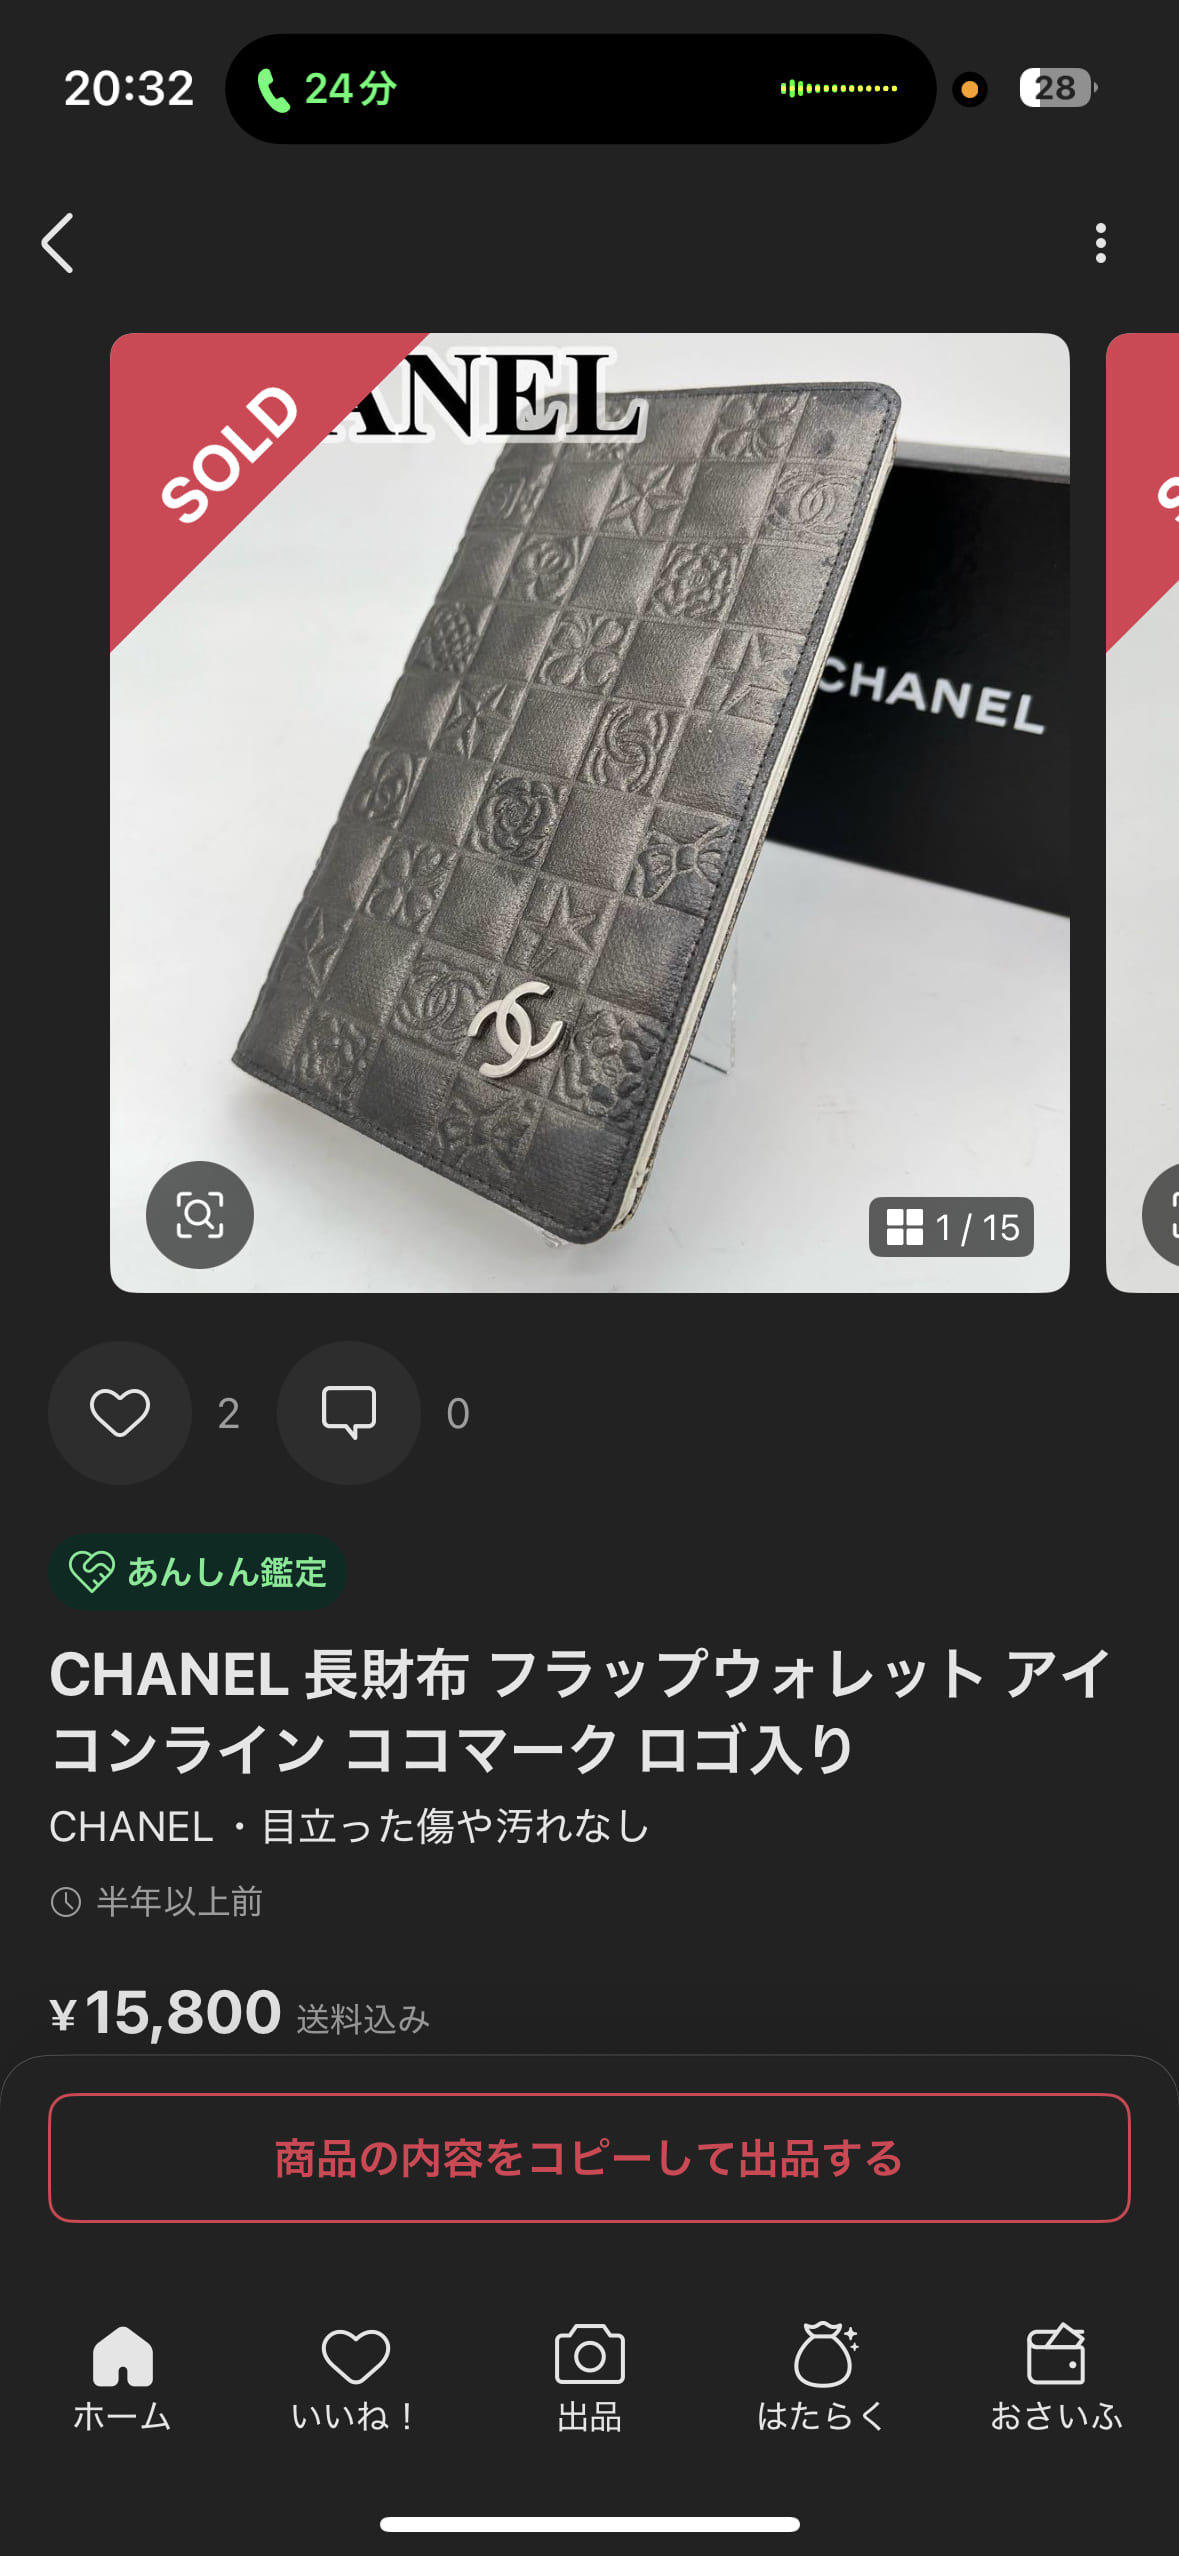 20:32
24分
28
SOLD
ANEL
CHANEL
1 / 15
2
0
あんしん鑑定
CHANEL 長財布 フラップウォレット アイ
コンライン ココマーク ロゴ入り
CHANEL・目立った傷や汚れなし
半年以上前
¥15,800 送料込み
商品の内容をコピーして出品する
ホーム
いいね！
出品
はたらく
おさいふ